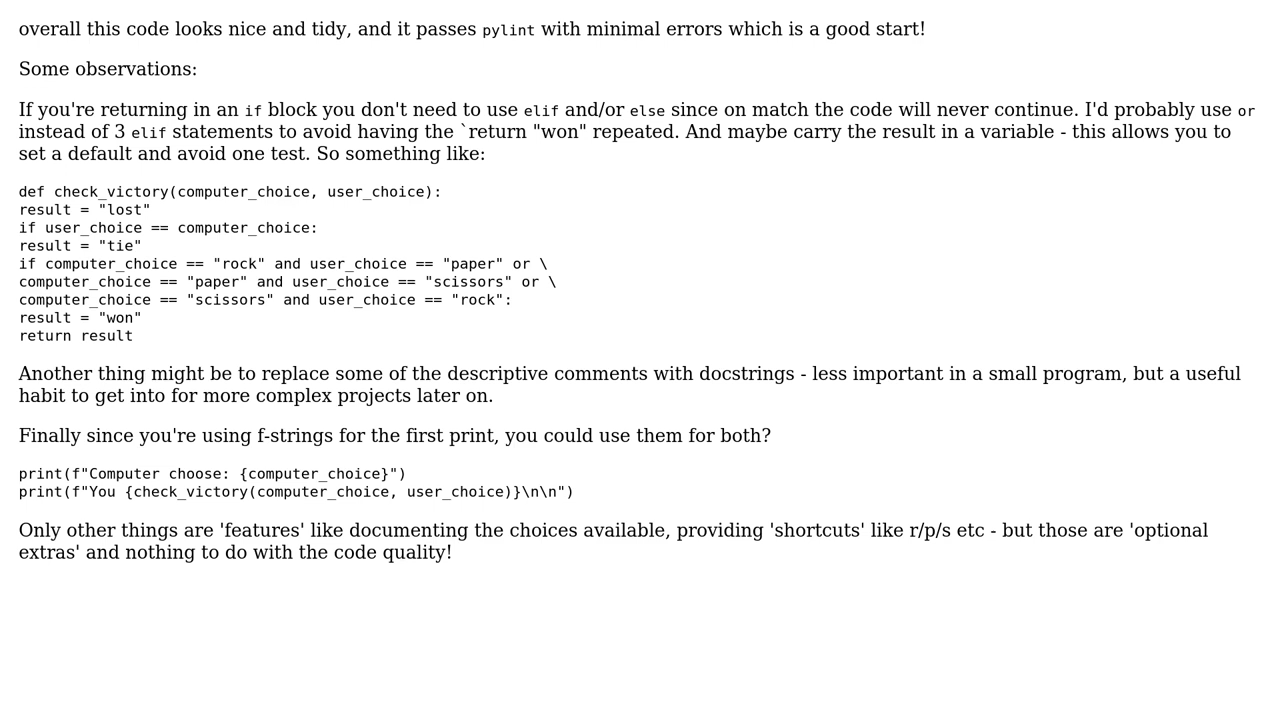 overall this code looks nice and tidy, and it passes pylint with minimal errors which is a good start!
Some observations:
If you're returning in an if block you don't need to use elif and/or else since on match the code will never continue. I'd probably use or
instead of 3 elif statements to avoid having the `return "won" repeated. And maybe carry the result in a variable - this allows you to
set a default and avoid one test. So something like:
def check_victory(computer_choice, user_choice):
result = "lost"
if user_choice == computer_choice:
result = "tie"
if computer_choice == "rock" and user_choice == "paper" or \
computer_choice == "paper" and user_choice == "scissors" or \
computer_choice == "scissors" and user_choice == "rock":
result = "won"
return result
Another thing might be to replace some of the descriptive comments with docstrings - less important in a small program, but a useful
habit to get into for more complex projects later on.
Finally since you're using f-strings for the first print, you could use them for both?
print(f"Computer choose: {computer_choice}")
print(f"You {check_victory(computer_choice, user_choice)}\n\n")
Only other things are 'features' like documenting the choices available, providing 'shortcuts' like r/p/s etc - but those are 'optional
extras' and nothing to do with the code quality!